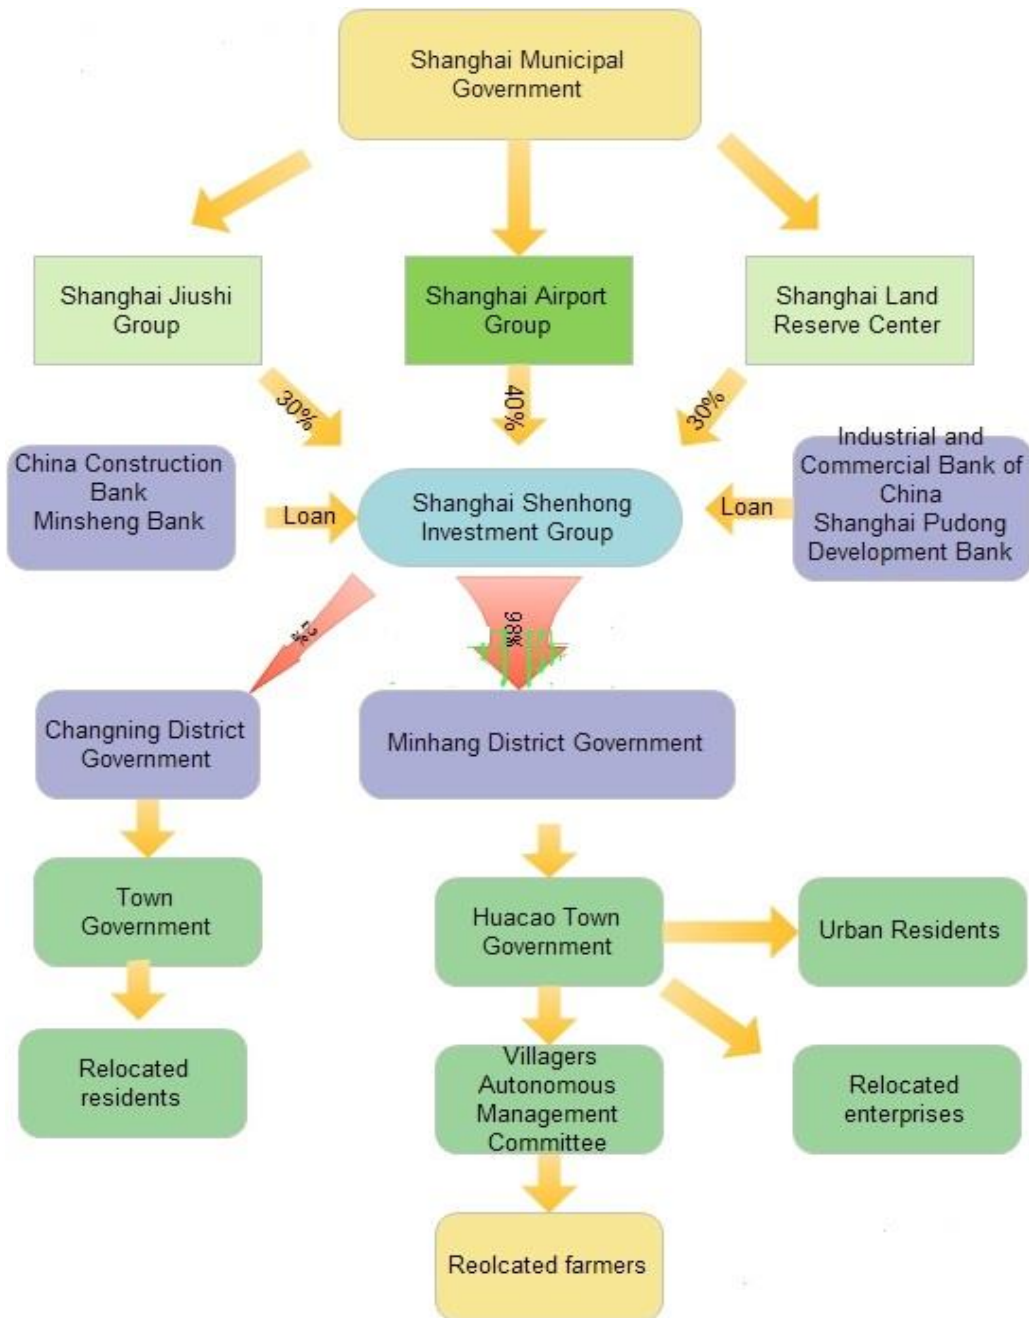 Shanghai Municipal
Government
Shanghai Jiushi
Group
Shanghai Airport
Group
Shanghai Land
Reserve Center
30%
40%
30%
China Construction
Bank
Minsheng Bank
Loan
Shanghai Shenhong
Investment Group
Loan
Industrial and
Commercial Bank of
China
Shanghai Pudong
Development Bank
98%
Changning District
Government
Minhang District Government
Town
Government
Huacao Town
Government
Urban Residents
Relocated
residents
Villagers
Autonomous
Management
Committee
Relocated
enterprises
Reolcated farmers